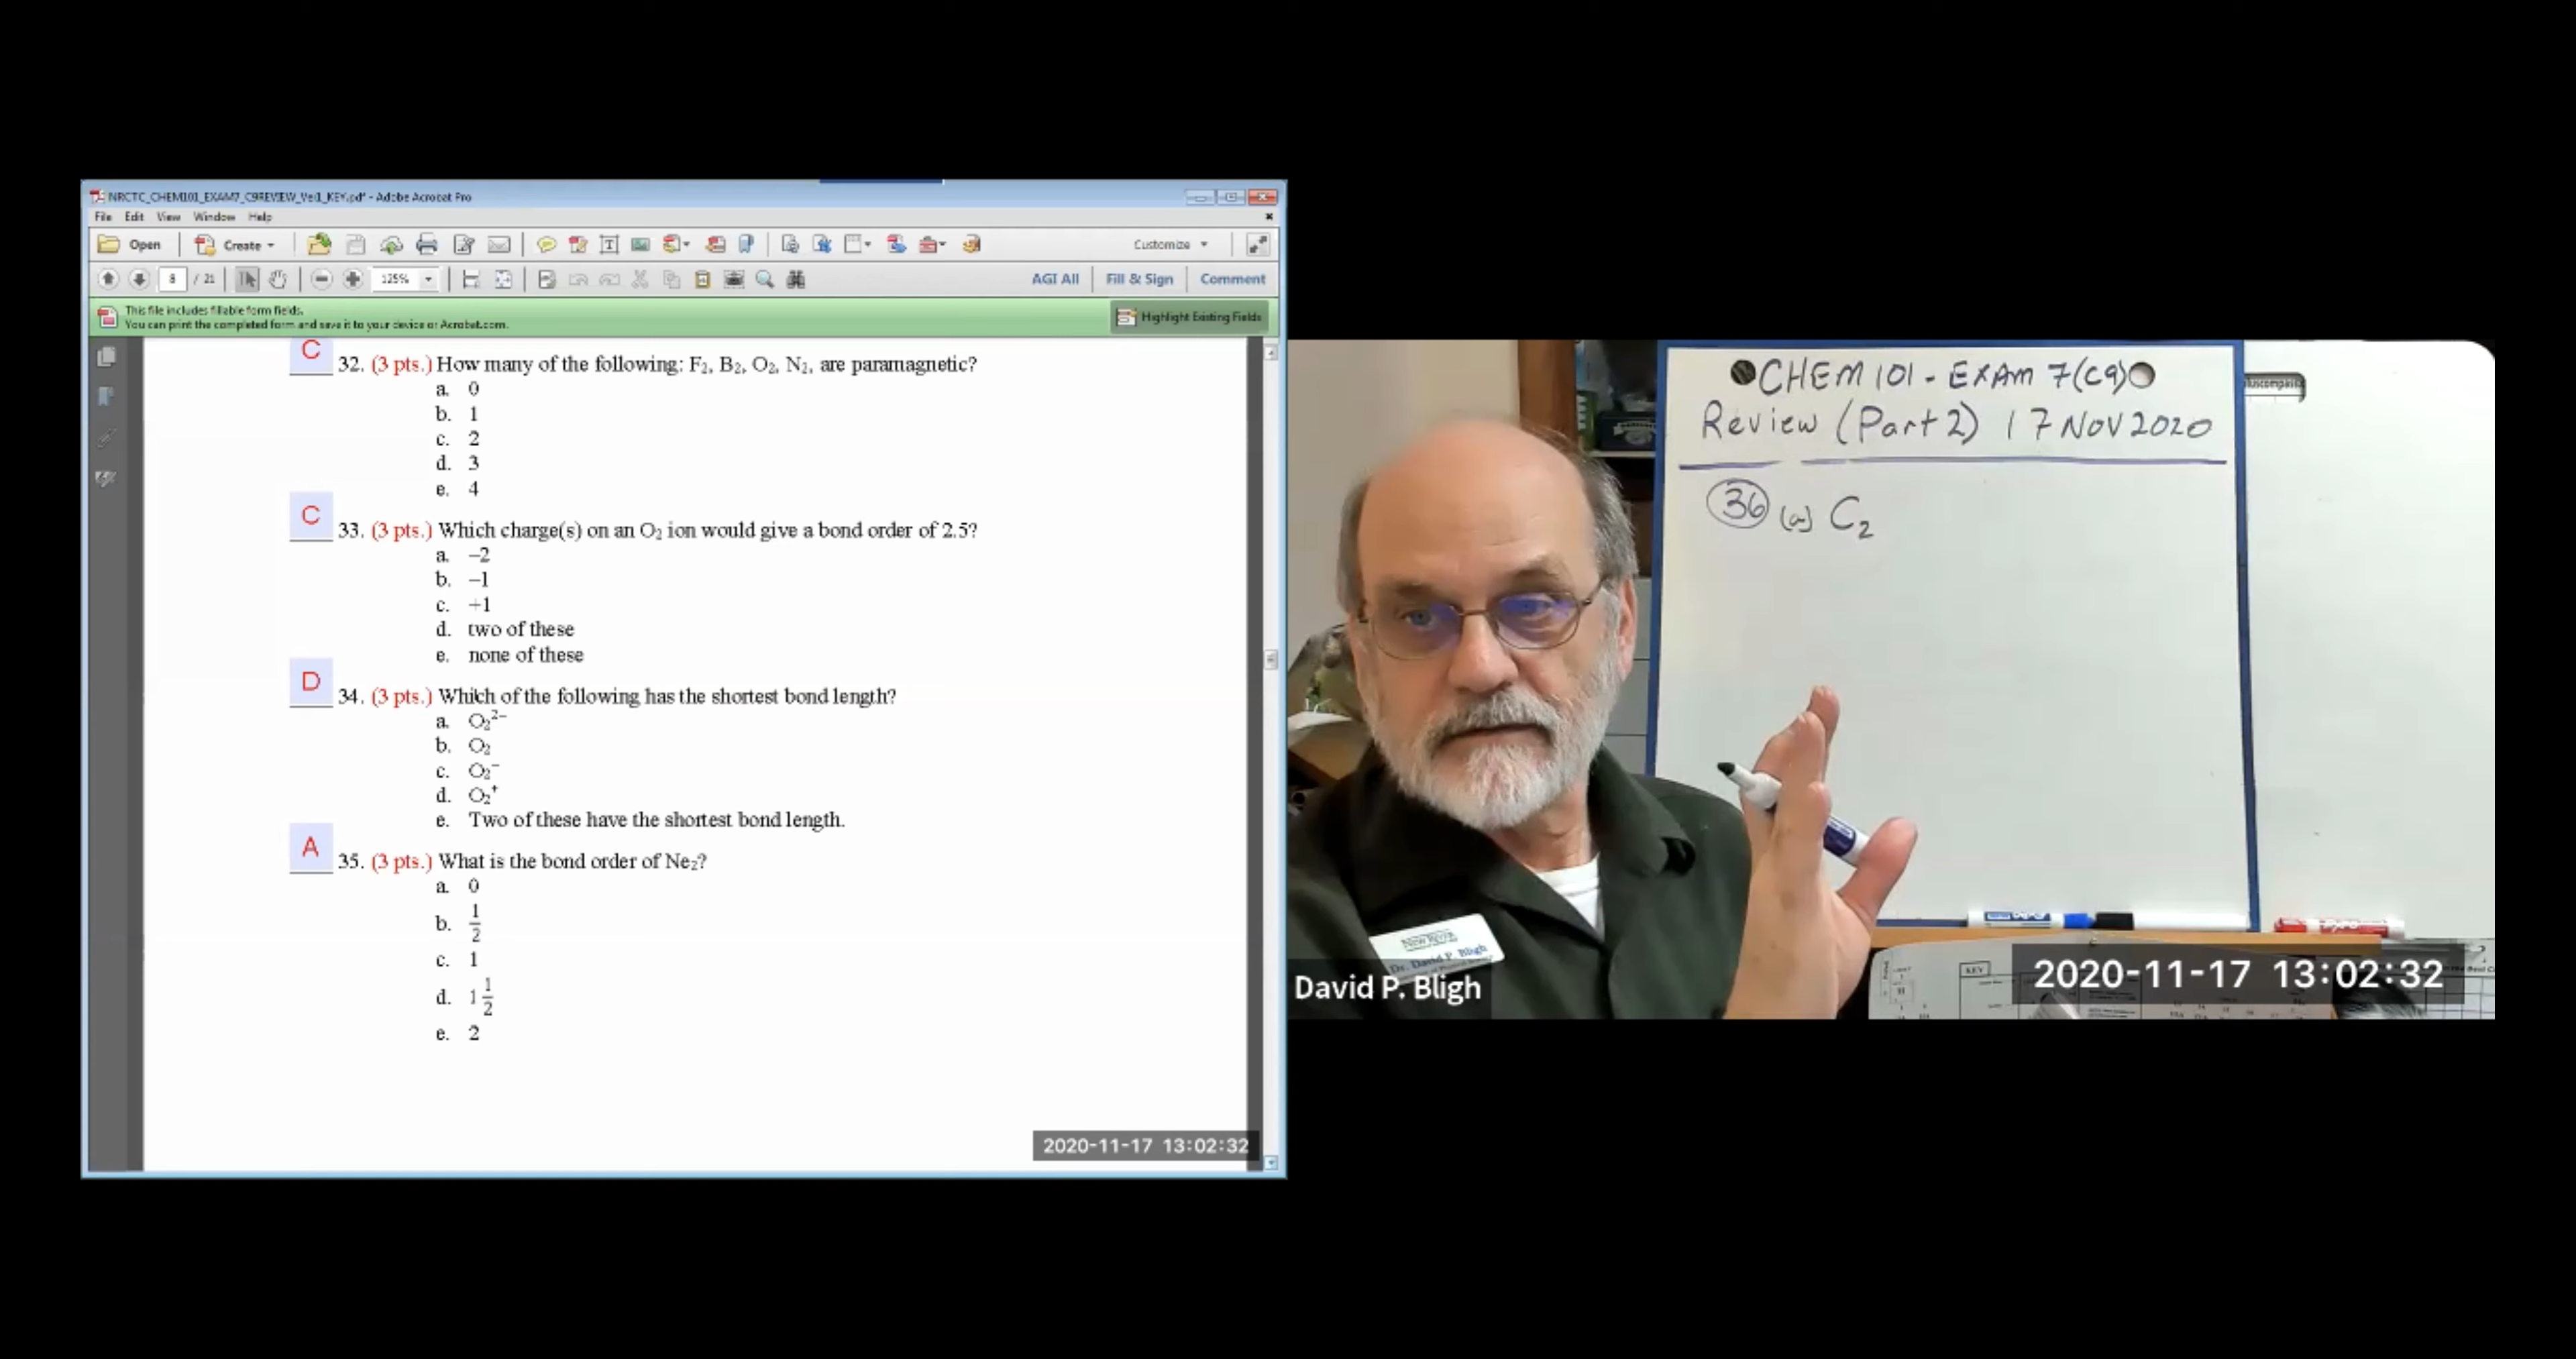 NRCTC_CHEM101_EXAM7_C9REVIEW_Ver1_KEY.pdf* - Adobe Acrobat Pro
File Edit View Window Help
Open Create Customize
8 / 21 125% AGI All Fill & Sign Comment
This file includes fillable form fields.
You can print the completed form and save it to your device or Acrobat.com.
Highlight Existing Fields
C 32. (3 pts.) How many of the following: F₂, B₂, O₂, N₂, are paramagnetic?
a. 0
b. 1
c. 2
d. 3
e. 4
C 33. (3 pts.) Which charge(s) on an O₂ ion would give a bond order of 2.5?
a. –2
b. –1
c. +1
d. two of these
e. none of these
D 34. (3 pts.) Which of the following has the shortest bond length?
a. O₂²⁻
b. O₂
c. O₂⁻
d. O₂⁺
e. Two of these have the shortest bond length.
A 35. (3 pts.) What is the bond order of Ne₂?
a. 0
b. 1/2
c. 1
d. 1 1/2
e. 2
2020-11-17 13:02:32
CHEM 101 - EXAM 7(C9)
Review (Part 2) 17 NOV 2020
36 (a) C₂
New River
Dr. David P. Bligh
David P. Bligh
KEY
2020-11-17 13:02:32